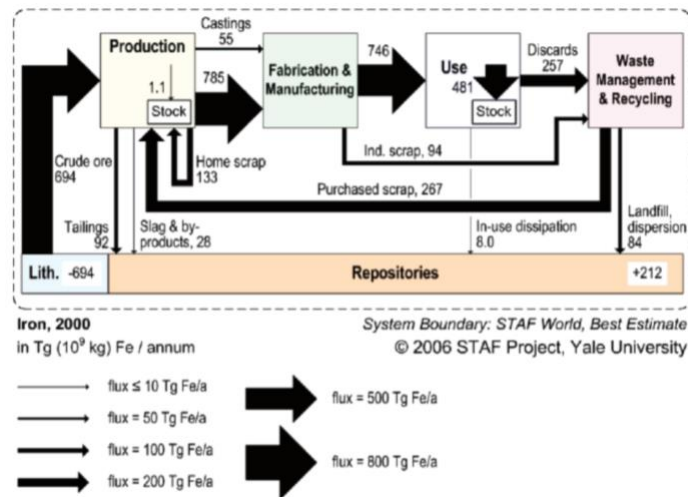 Castings
55
Production
1.1
Stock
785
Fabrication &
Manufacturing
746
Use
481
Stock
Discards
257
Waste
Management
& Recycling
Crude ore
694
Home scrap
133
Ind. scrap, 94
Purchased scrap, 267
Tailings
92
Slag & by-
products, 28
In-use dissipation
8.0
Landfill,
dispersion
84
Lith. -694
Repositories
+212
Iron, 2000
in Tg (10⁹ kg) Fe / annum
System Boundary: STAF World, Best Estimate
© 2006 STAF Project, Yale University
flux ≤ 10 Tg Fe/a
flux = 50 Tg Fe/a
flux = 100 Tg Fe/a
flux = 200 Tg Fe/a
flux = 500 Tg Fe/a
flux = 800 Tg Fe/a